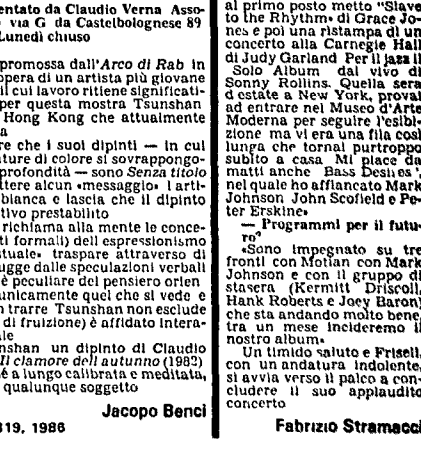 entato da Claudio Verna Asso-
via G da Castelbolognese 89
Lunedì chiuso
promossa dall'Arco di Rab in
opera di un artista più giovane
il cui lavoro ritiene significati-
per questa mostra Tsunshan
Hong Kong che attualmente
a
re che i suoi dipinti — in cui
ture di colore si sovrappongo-
profondità — sono Senza titolo
ttere alcun «messaggio» l arti-
bianca e lascia che il dipinto
tivo prestabilito
richiama alla mente le conce-
ti formali) dell espressionismo
tuale» traspare attraverso di
ugge dalle speculazioni verbali
è peculiare del pensiero orien
unicamente quel che si vede e
n trarre Tsunshan non esclude
di fruizione) è affidato intera-
le
nshan un dipinto di Claudio
Il clamore dell autunno (1982)
é a lungo calibrata e meditata,
qualunque soggetto
Jacopo Benci
319, 1986
al primo posto metto "Slave
to the Rhythm» di Grace Jo-
nes e poi una ristampa di un
concerto alla Carnegie Hall
di Judy Garland Per il jazz il
Solo Album dal vivo di
Sonny Rollins. Quella sera
d estate a New York, provai
ad entrare nel Museo d'Arte
Moderna per seguire l'esibi-
zione ma vi era una fila così
lunga che tornai purtroppo
subito a casa Mi piace da
matti anche Bass Desires',
nel quale ho affiancato Mark
Johnson John Scofield e Pe-
ter Erskine»
— Programmi per il futu-
ro?
«Sono impegnato su tre
fronti con Motian con Mark
Johnson e con il gruppo di
stasera (Kermitt Driscoll,
Hank Roberts e Joey Baron)
che sta andando molto bene,
tra un mese incideremo il
nostro album»
Un timido saluto e Frisell,
con un andatura indolente,
si avvia verso il palco a con-
cludere il suo applaudito
concerto
Fabrizio Stramacci